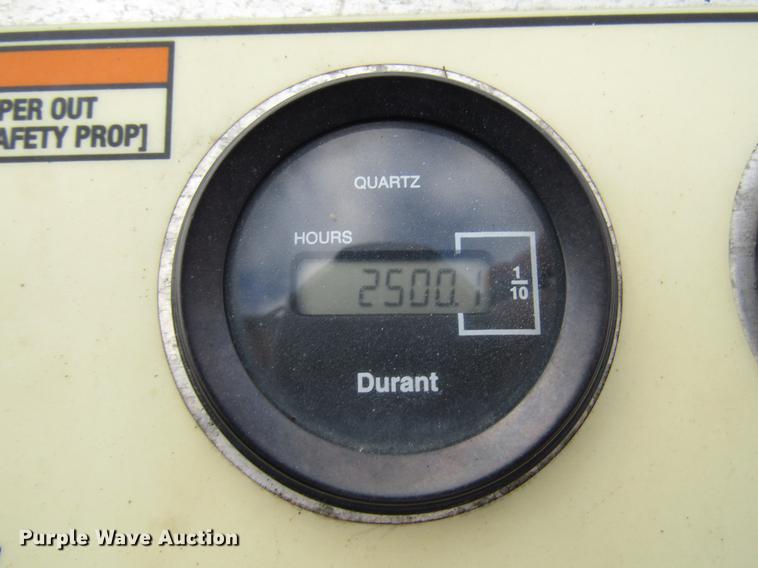 PER OUT
AFETY PROP]
QUARTZ
HOURS
2500.1
1
10
Durant
Purple Wave Auction